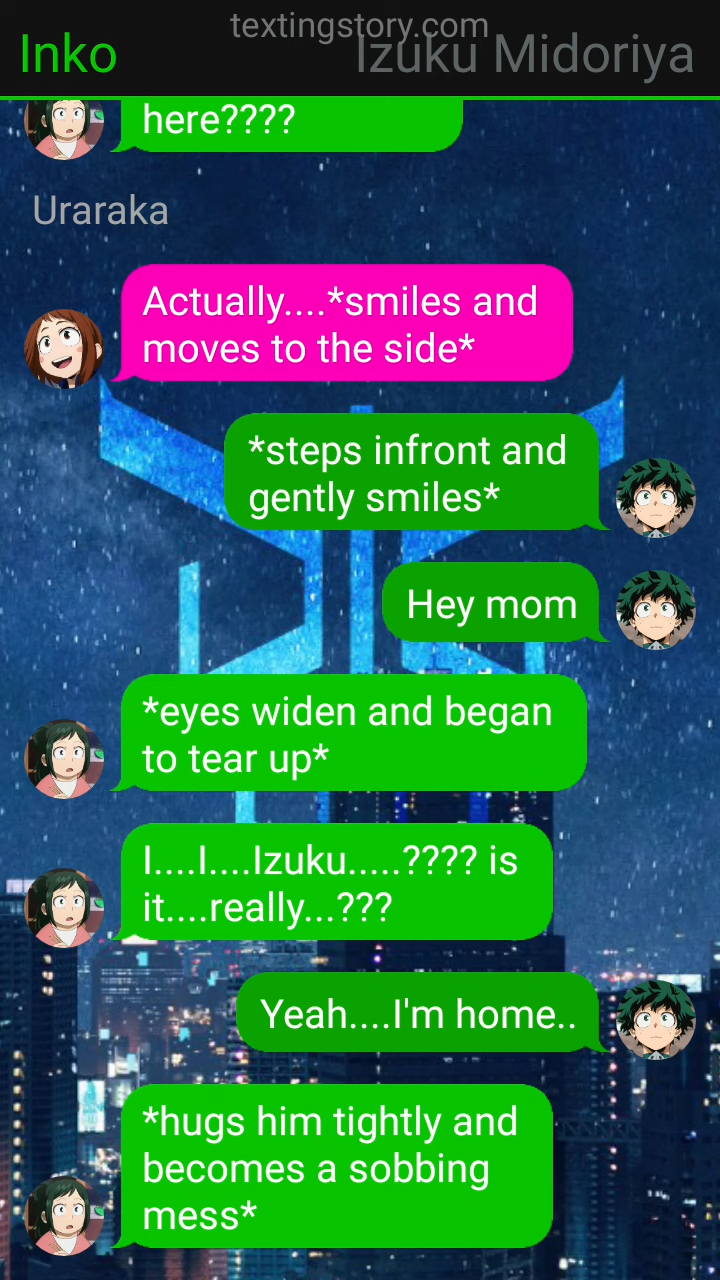 textingstory.com
Inko
Izuku Midoriya
here????
Uraraka
Actually....*smiles and
moves to the side*
*steps infront and
gently smiles*
Hey mom
*eyes widen and began
to tear up*
I....I....Izuku.....???? is
it....really...???
Yeah....I'm home..
*hugs him tightly and
becomes a sobbing
mess*